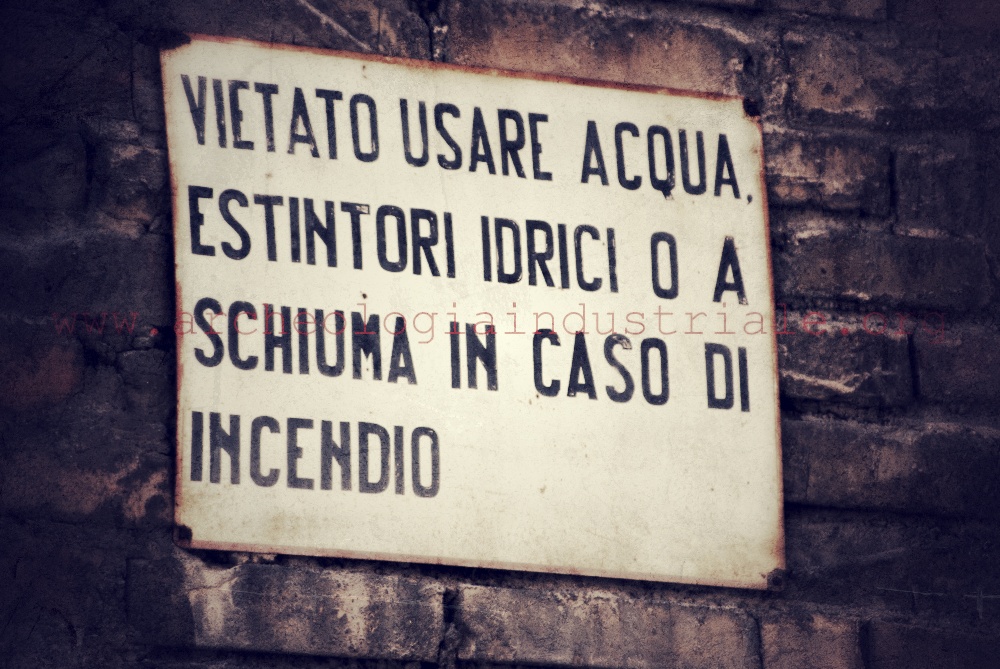 VIETATO USARE ACQUA,
ESTINTORI IDRICI O A
SCHIUMA IN CASO DI
INCENDIO
www.archeologiaindustriale.org